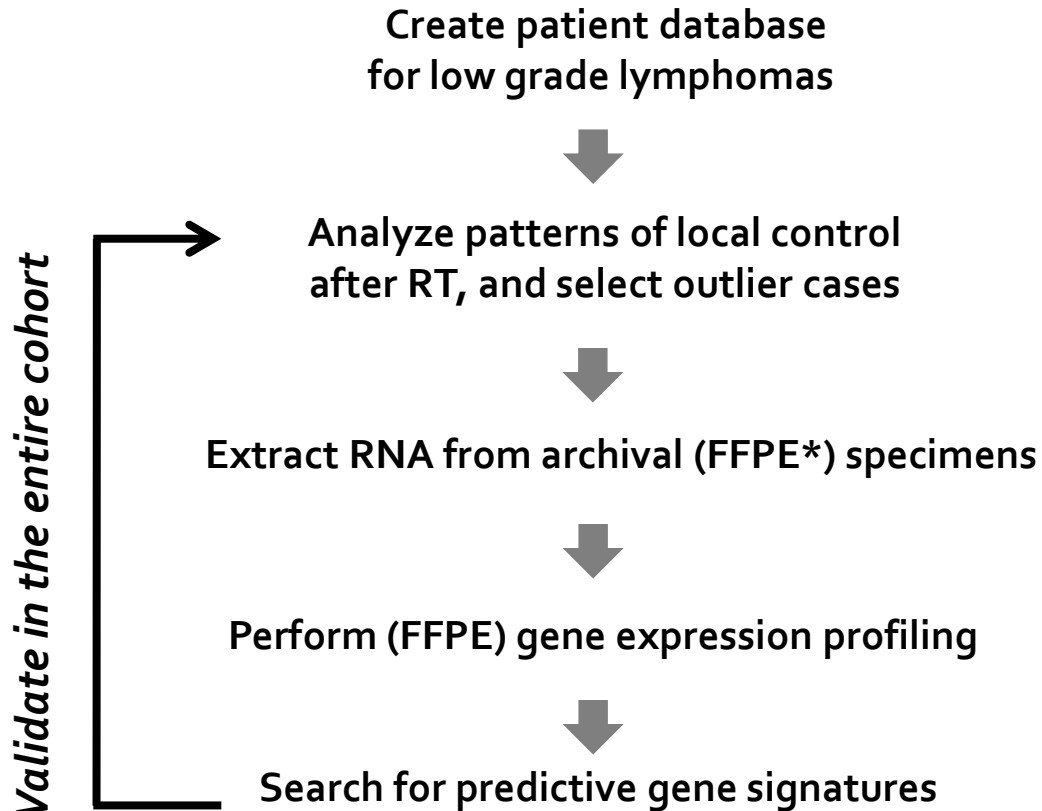 Create patient database
for low grade lymphomas
Analyze patterns of local control
after RT, and select outlier cases
Extract RNA from archival (FFPE*) specimens
Perform (FFPE) gene expression profiling
Search for predictive gene signatures
Validate in the entire cohort